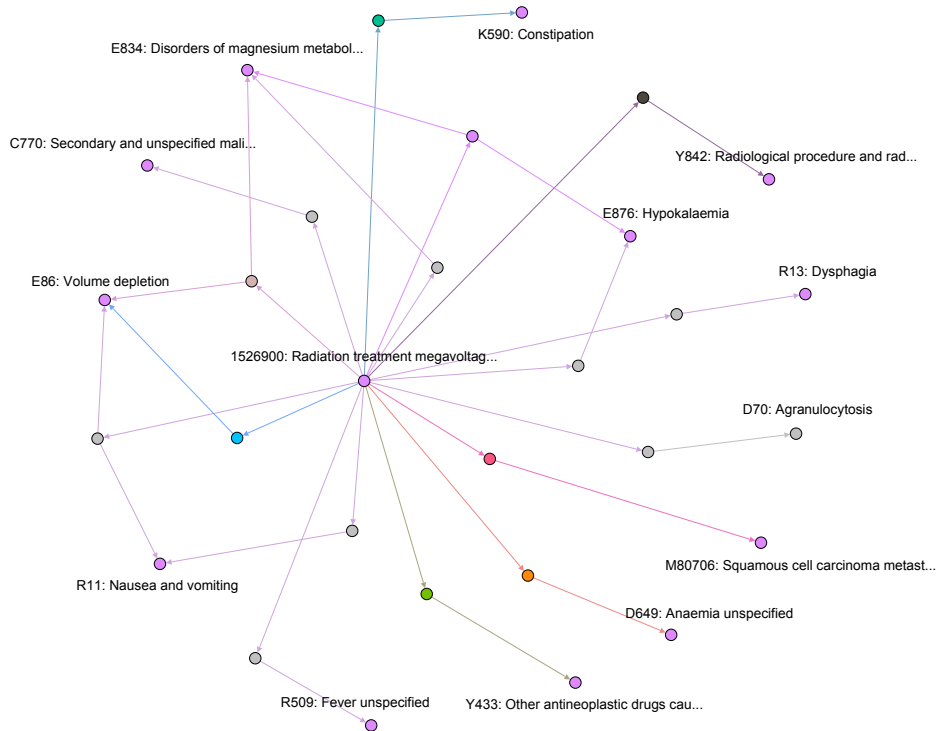 K590: Constipation
E834: Disorders of magnesium metabol...
C770: Secondary and unspecified mali...
Y842: Radiological procedure and rad...
E876: Hypokalaemia
R13: Dysphagia
E86: Volume depletion
1526900: Radiation treatment megavoltag...
D70: Agranulocytosis
M80706: Squamous cell carcinoma metast...
R11: Nausea and vomiting
D649: Anaemia unspecified
R509: Fever unspecified
Y433: Other antineoplastic drugs cau...